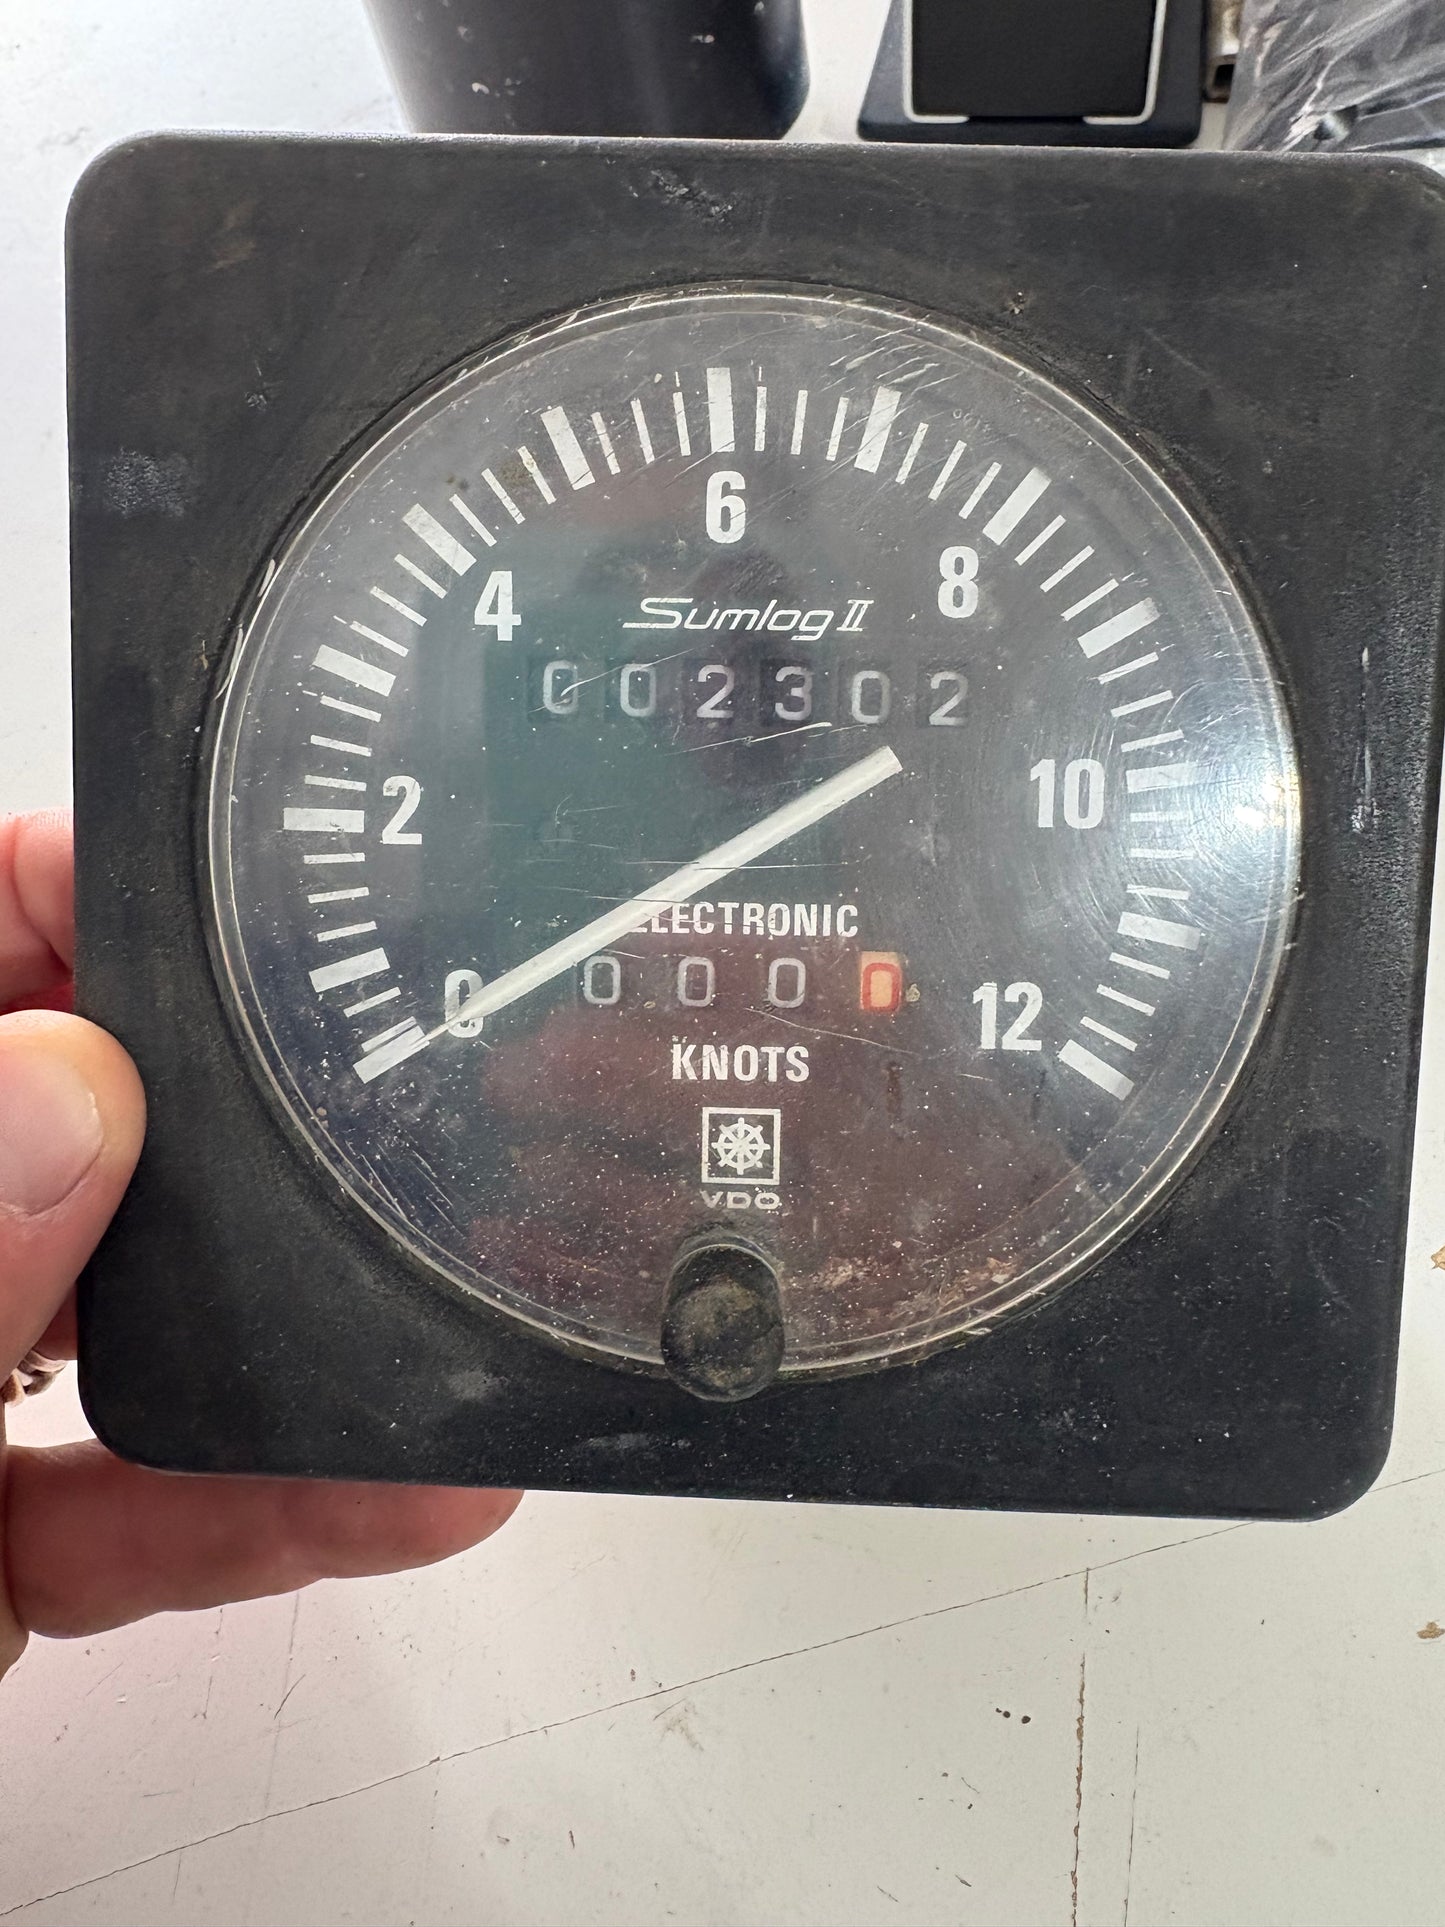 6
4 8
Sumlog II
002302
2 10
ELECTRONIC
0 0000 12
KNOTS
VDO